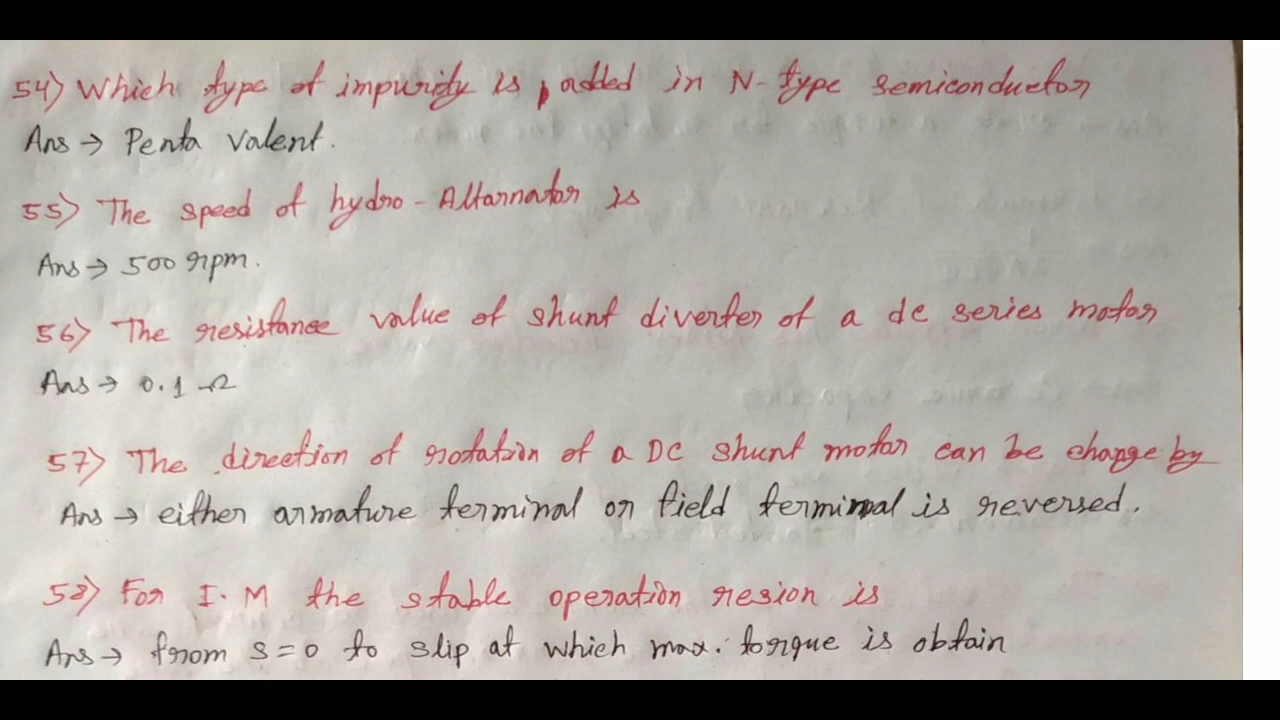 54) Which type of impurity is added in N-type semiconductor
Ans → Penta valent.
55) The speed of hydro-Altarnator is
Ans → 500 rpm.
56) The resistance value of shunt diverter of a dc series motor
Ans → 0.1 Ω
57) The direction of rotation of a DC shunt motor can be change by
Ans → either armature terminal or field terminal is reversed.
58) For I.M the stable operation resion is
Ans → from s=0 to slip at which max. torque is obtain